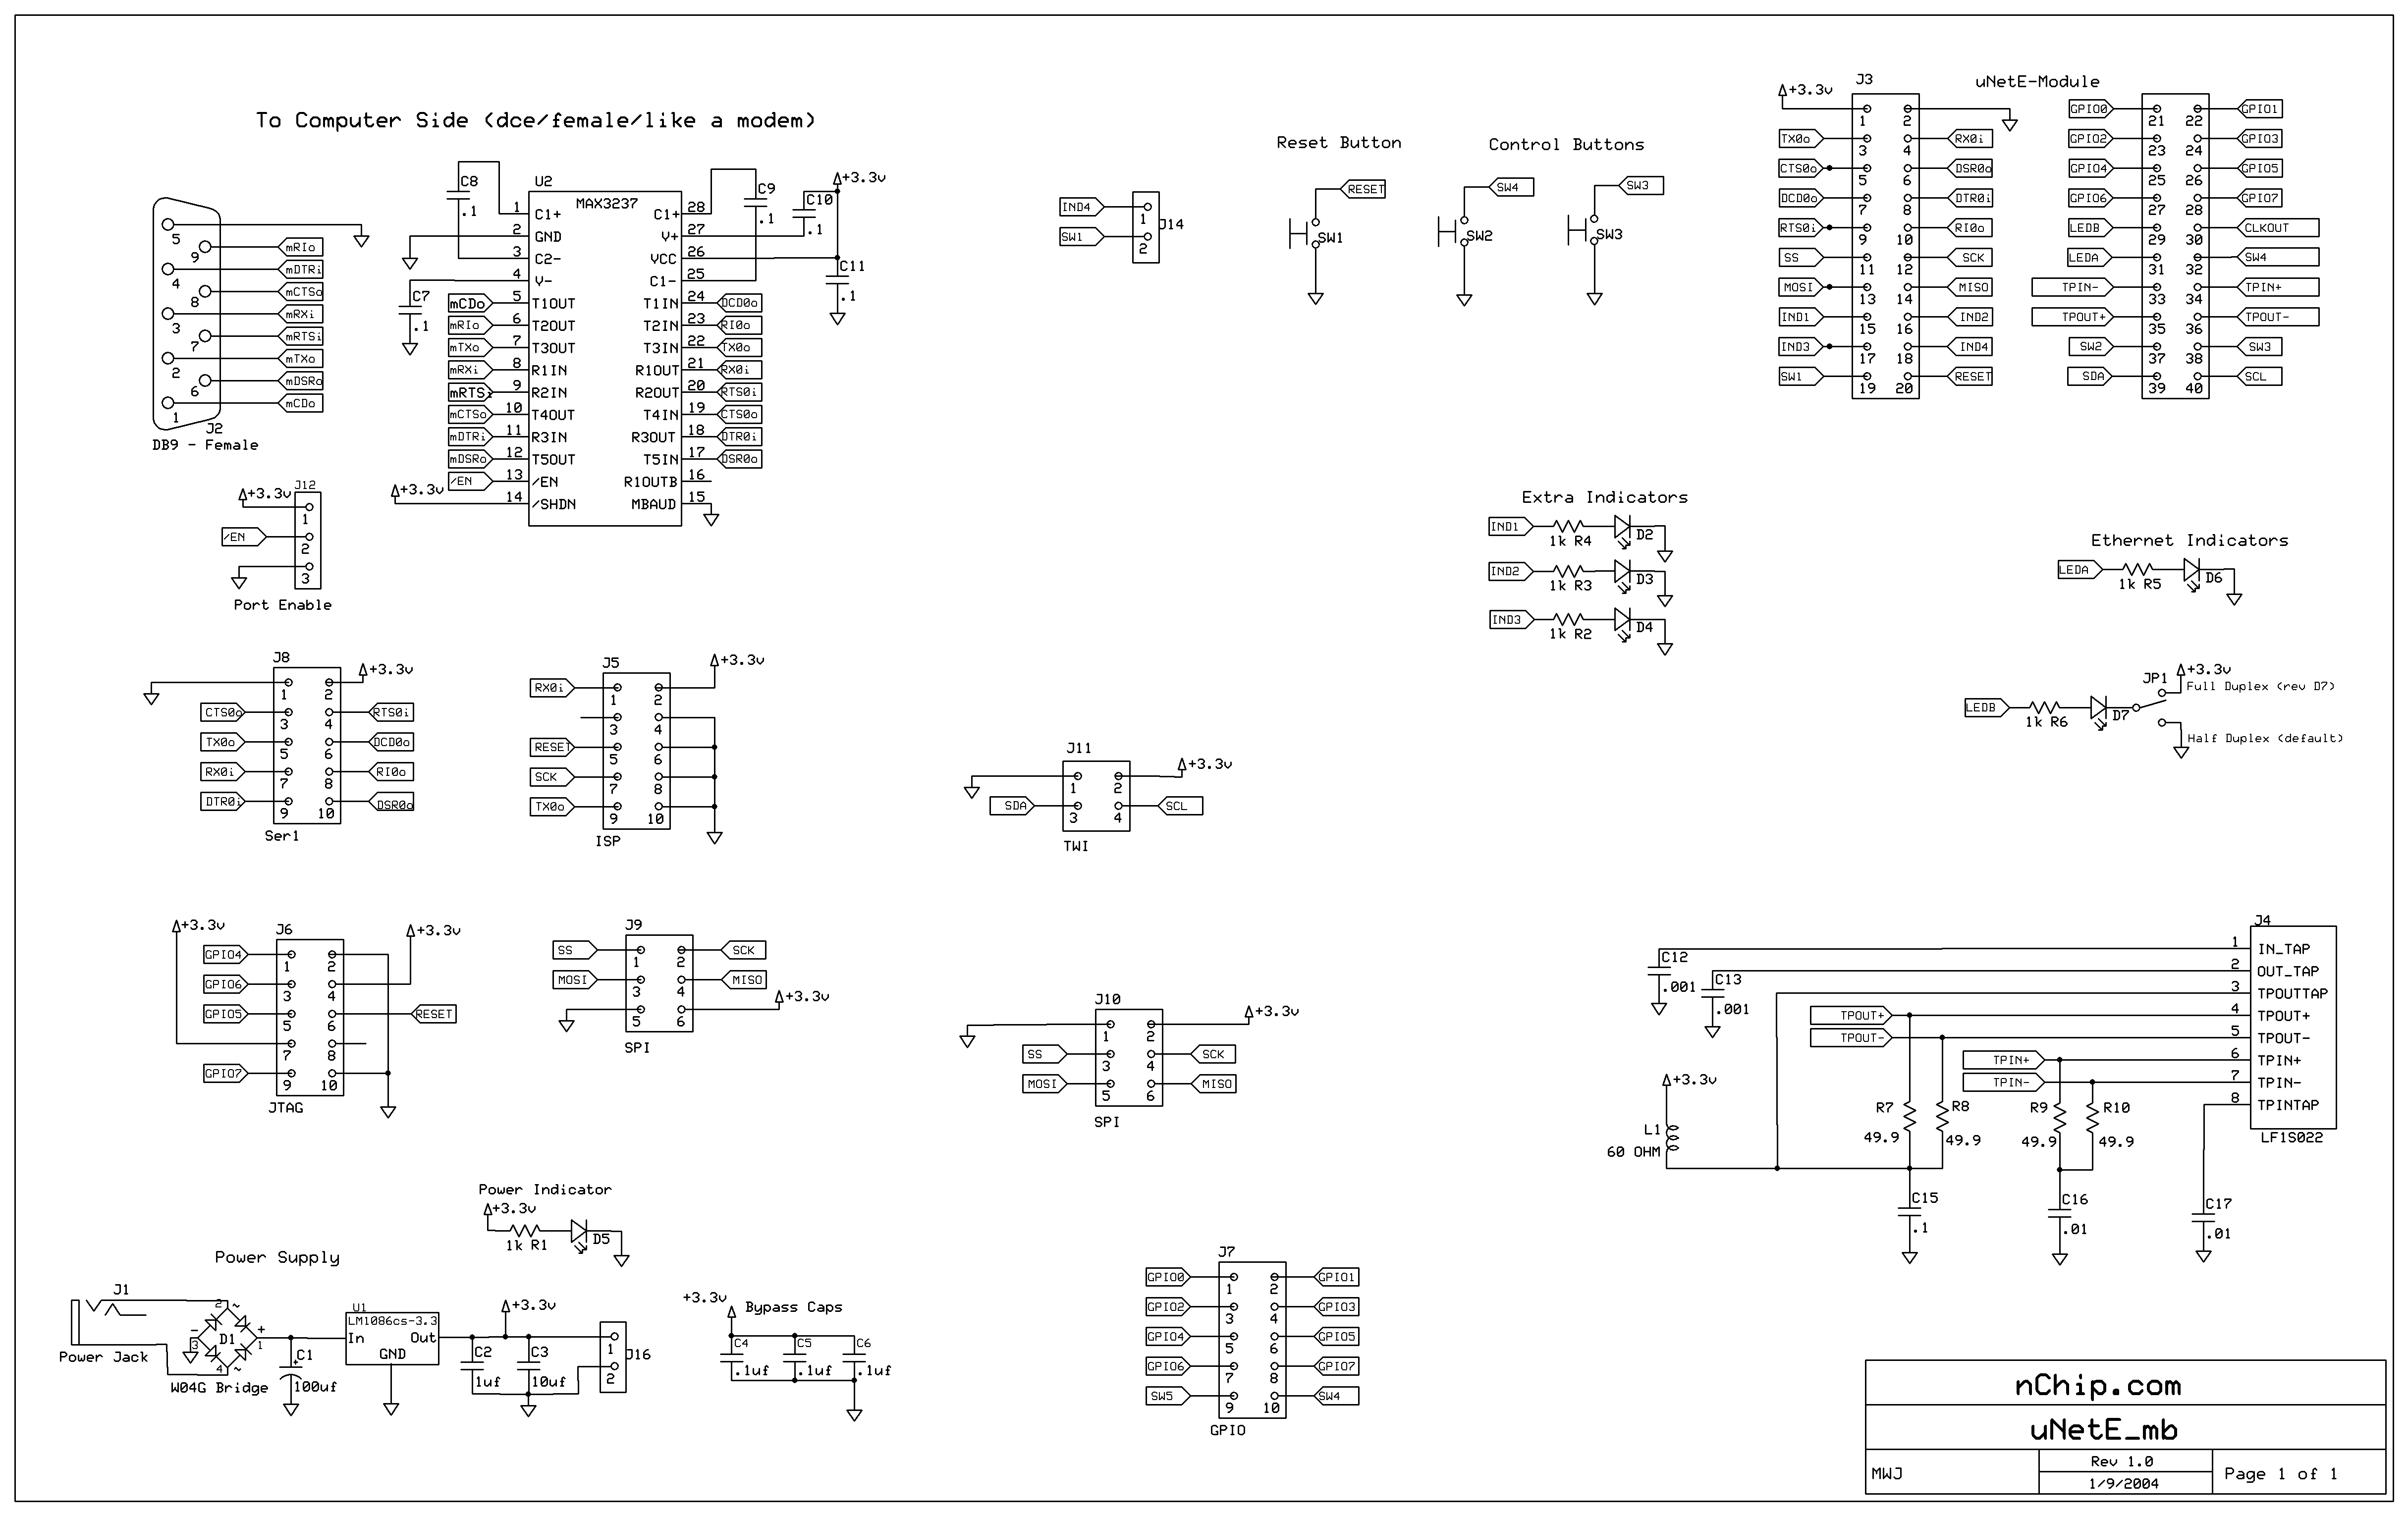 To Computer Side (dce/female/like a modem)
J2
DB9 - Female
5
9
4
8
3
7
2
6
1
mRIo
mDTRi
mCTSo
mRXi
mRTSi
mTXo
mDSRo
mCDo
U2
MAX3237
C8
.1
C9
.1
C10
.1
+3.3v
C11
.1
C7
.1
1 C1+
2 GND
3 C2-
4 V-
mCDo 5 T1OUT
mRIo 6 T2OUT
mTXo 7 T3OUT
mRXi 8 R1IN
mRTSi 9 R2IN
mCTSo 10 T4OUT
mDTRi 11 R3IN
mDSRo 12 T5OUT
/EN 13 /EN
+3.3v 14 /SHDN
C1+ 28
V+ 27
VCC 26
C1- 25
T1IN 24 DCD0o
T2IN 23 RI0o
T3IN 22 TX0o
R1OUT 21 RX0i
R2OUT 20 RTS0i
T4IN 19 CTS0o
R3OUT 18 DTR0i
T5IN 17 DSR0o
R1OUTB 16
MBAUD 15
IND4 1
SW1 2
J14
Reset Button
RESET
SW1
Control Buttons
SW4
SW2
SW3
SW3
J3
uNetE-Module
+3.3v 1 2
TX0o 3 4 RX0i
CTS0o 5 6 DSR0o
DCD0o 7 8 DTR0i
RTS0i 9 10 RI0o
SS 11 12 SCK
MOSI 13 14 MISO
IND1 15 16 IND2
IND3 17 18 IND4
SW1 19 20 RESET
GPIO0 21 22 GPIO1
GPIO2 23 24 GPIO3
GPIO4 25 26 GPIO5
GPIO6 27 28 GPIO7
LEDB 29 30 CLKOUT
LEDA 31 32 SW4
TPIN- 33 34 TPIN+
TPOUT+ 35 36 TPOUT-
SW2 37 38 SW3
SDA 39 40 SCL
J12
+3.3v 1
/EN 2
3
Port Enable
Extra Indicators
IND1 1k R4 D2
IND2 1k R3 D3
IND3 1k R2 D4
Ethernet Indicators
LEDA 1k R5 D6
JP1
+3.3v
Full Duplex (rev D7)
LEDB 1k R6 D7
Half Duplex (default)
J8
1 2 +3.3v
CTS0o 3 4 RTS0i
TX0o 5 6 DCD0o
RX0i 7 8 RI0o
DTR0i 9 10 DSR0o
Ser1
J5
+3.3v
RX0i 1 2
3 4
RESET 5 6
SCK 7 8
TX0o 9 10
ISP
J11
1 2 +3.3v
SDA 3 4 SCL
TWI
J6
+3.3v
+3.3v
GPIO4 1 2
GPIO6 3 4
GPIO5 5 6 RESET
7 8
GPIO7 9 10
JTAG
J9
SS 1 2 SCK
MOSI 3 4 MISO
5 6 +3.3v
SPI
J10
1 2 +3.3v
SS 3 4 SCK
MOSI 5 6 MISO
SPI
J4
1 IN_TAP
2 OUT_TAP
3 TPOUTTAP
TPOUT+ 4 TPOUT+
TPOUT- 5 TPOUT-
TPIN+ 6 TPIN+
TPIN- 7 TPIN-
8 TPINTAP
LF1S022
C12
.001
C13
.001
+3.3v
L1
60 OHM
R7
49.9
R8
49.9
R9
49.9
R10
49.9
C15
.1
C16
.01
C17
.01
Power Indicator
+3.3v
1k R1 D5
Power Supply
J1
Power Jack
2 ~
- 3 D1 + 1
4 ~
W04G Bridge
C1
+
100uf
U1
LM1086cs-3.3
In Out
GND
+3.3v
C2
1uf
C3
10uf
J16
1
2
+3.3v
Bypass Caps
C4 C5 C6
.1uf .1uf .1uf
J7
GPIO0 1 2 GPIO1
GPIO2 3 4 GPIO3
GPIO4 5 6 GPIO5
GPIO6 7 8 GPIO7
SW5 9 10 SW4
GPIO
nChip.com
uNetE_mb
MWJ
Rev 1.0
1/9/2004
Page 1 of 1